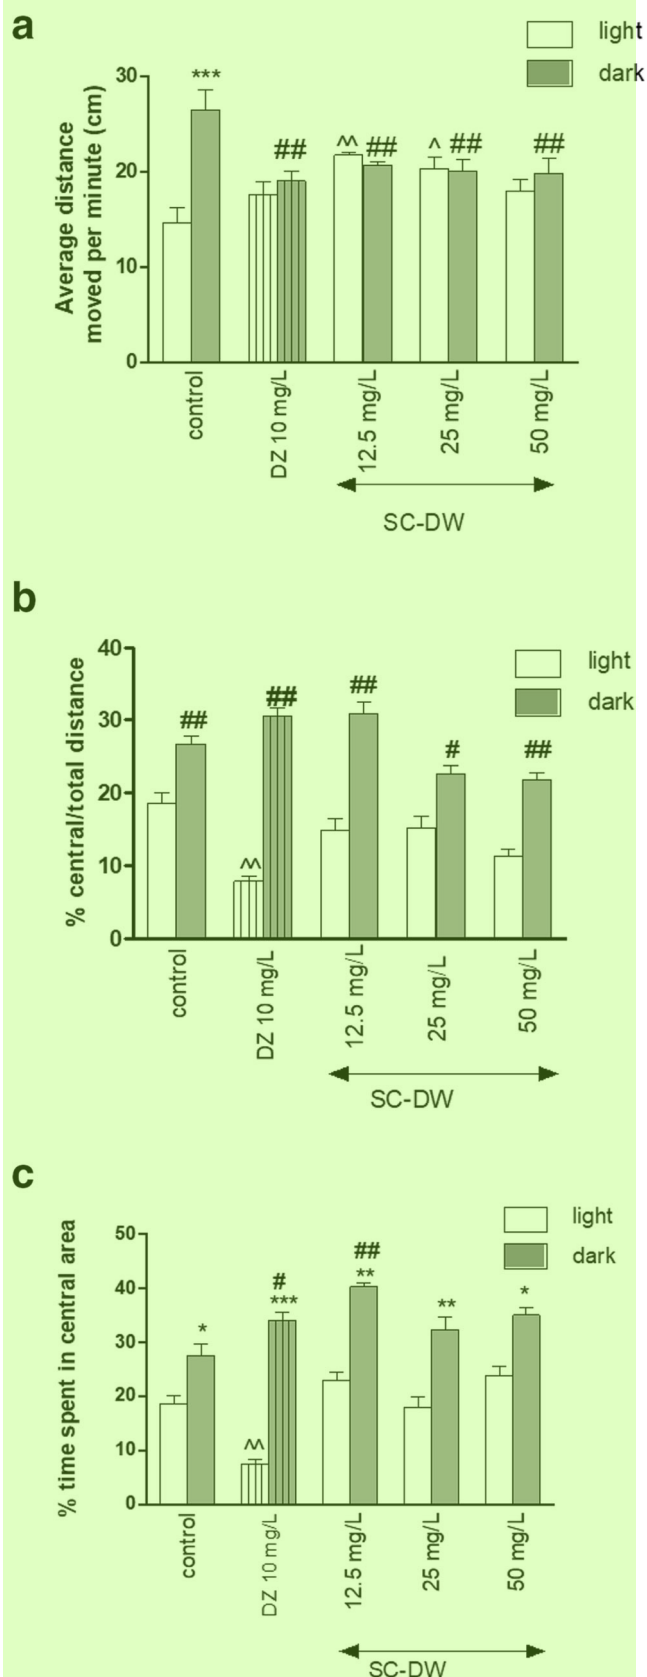 a
light
dark
Average distance
moved per minute (cm)
30
20
10
0
***
##
^^
##
^
##
##
control
DZ 10 mg/L
12.5 mg/L
25 mg/L
50 mg/L
SC-DW
b
light
dark
% central/total distance
40
30
20
10
0
##
^^
##
##
#
##
control
DZ 10 mg/L
12.5 mg/L
25 mg/L
50 mg/L
SC-DW
c
light
dark
% time spent in central area
50
40
30
20
10
0
*
^^
#
***
##
**
**
*
control
DZ 10 mg/L
12.5 mg/L
25 mg/L
50 mg/L
SC-DW